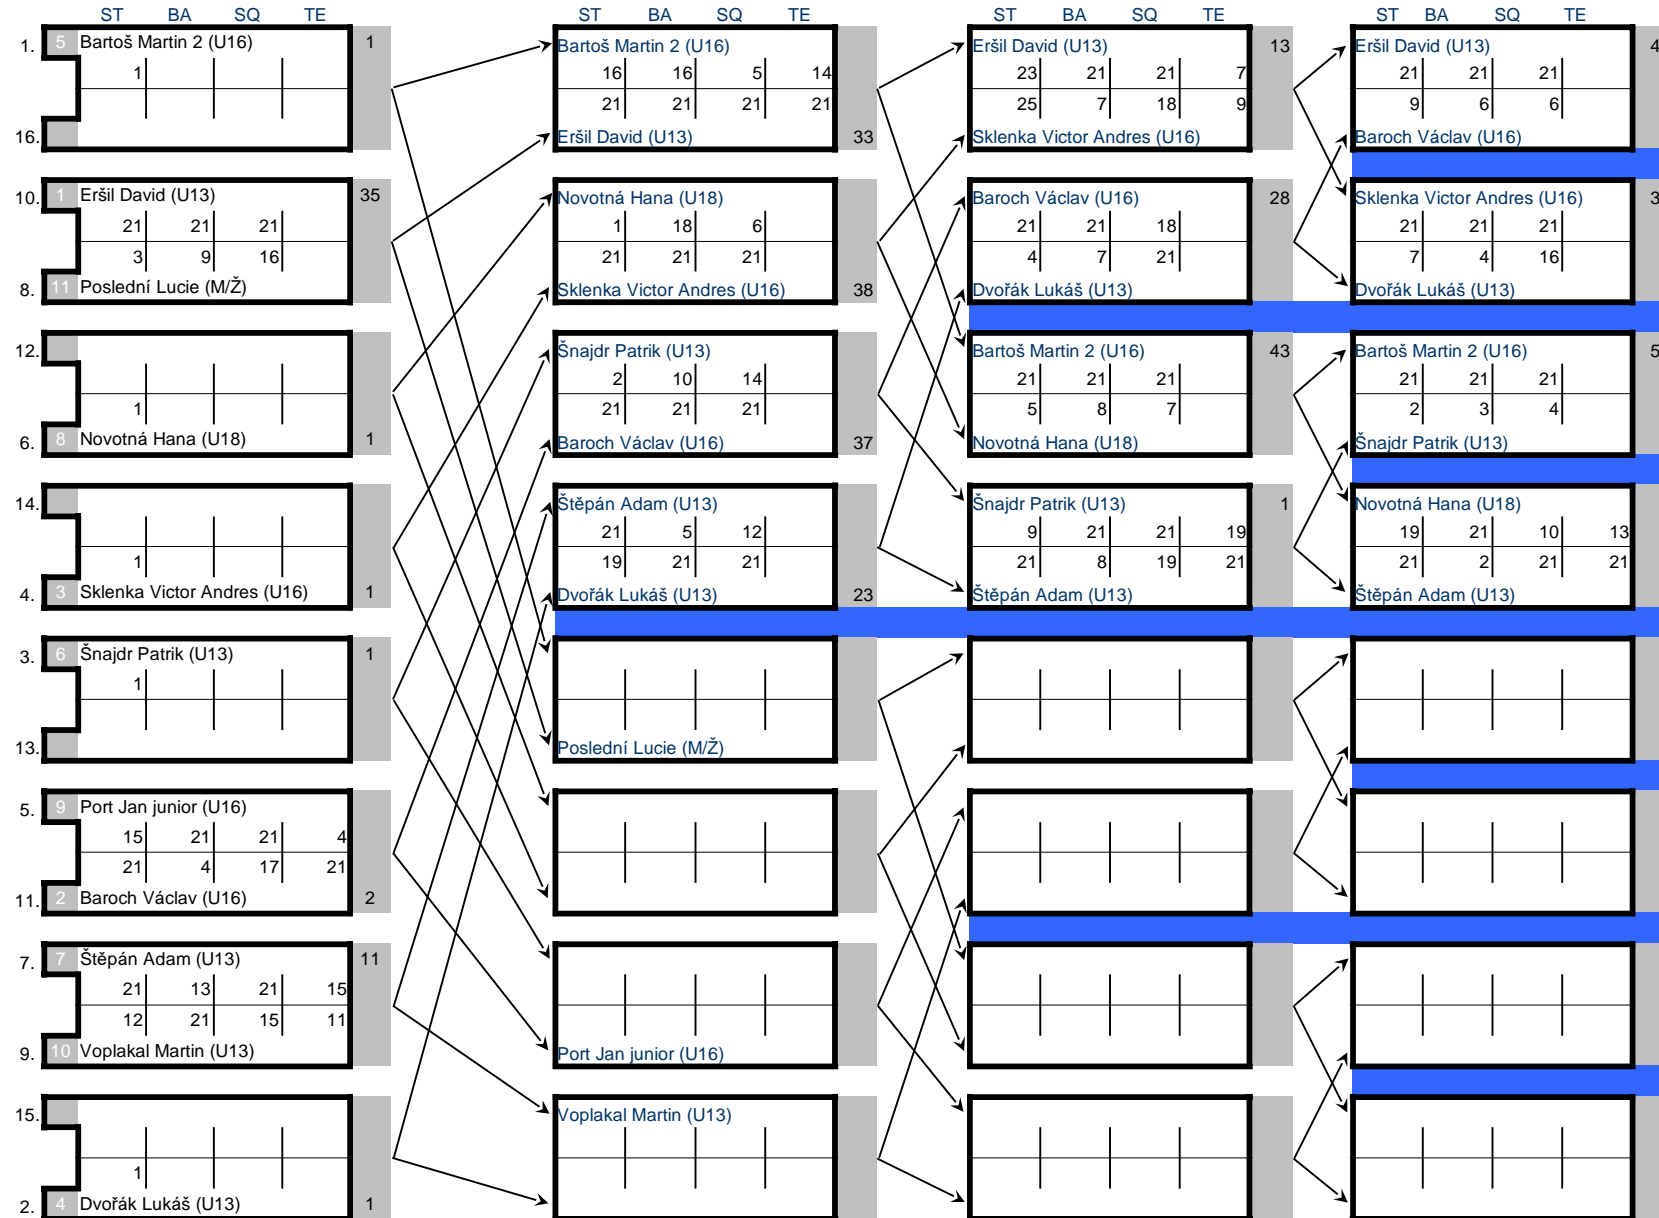 ST BA SQ TE
1. 5 Bartoš Martin 2 (U16) 1
1
16.
10. 1 Eršil David (U13) 35
21 21 21
3 9 16
8. 11 Poslední Lucie (M/Ž)
12.
1
6. 8 Novotná Hana (U18) 1
14.
1
4. 3 Sklenka Victor Andres (U16) 1
3. 6 Šnajdr Patrik (U13) 1
1
13.
5. 9 Port Jan junior (U16)
15 21 21 4
21 4 17 21
11. 2 Baroch Václav (U16) 2
7. 7 Štěpán Adam (U13) 11
21 13 21 15
12 21 15 11
9. 10 Voplakal Martin (U13)
15.
1
2. 4 Dvořák Lukáš (U13) 1
ST BA SQ TE
Bartoš Martin 2 (U16)
16 16 5 14
21 21 21 21
Eršil David (U13) 33
Novotná Hana (U18)
1 18 6
21 21 21
Sklenka Victor Andres (U16) 38
Šnajdr Patrik (U13)
2 10 14
21 21 21
Baroch Václav (U16) 37
Štěpán Adam (U13)
21 5 12
19 21 21
Dvořák Lukáš (U13) 23
Poslední Lucie (M/Ž)
Port Jan junior (U16)
Voplakal Martin (U13)
ST BA SQ TE
Eršil David (U13) 13
23 21 21 7
25 7 18 9
Sklenka Victor Andres (U16)
Baroch Václav (U16) 28
21 21 18
4 7 21
Dvořák Lukáš (U13)
Bartoš Martin 2 (U16) 43
21 21 21
5 8 7
Novotná Hana (U18)
Šnajdr Patrik (U13) 1
9 21 21 19
21 8 19 21
Štěpán Adam (U13)
ST BA SQ TE
Eršil David (U13) 4
21 21 21
9 6 6
Baroch Václav (U16)
Sklenka Victor Andres (U16) 3
21 21 21
7 4 16
Dvořák Lukáš (U13)
Bartoš Martin 2 (U16) 5
21 21 21
2 3 4
Šnajdr Patrik (U13)
Novotná Hana (U18)
19 21 10 13
21 2 21 21
Štěpán Adam (U13)